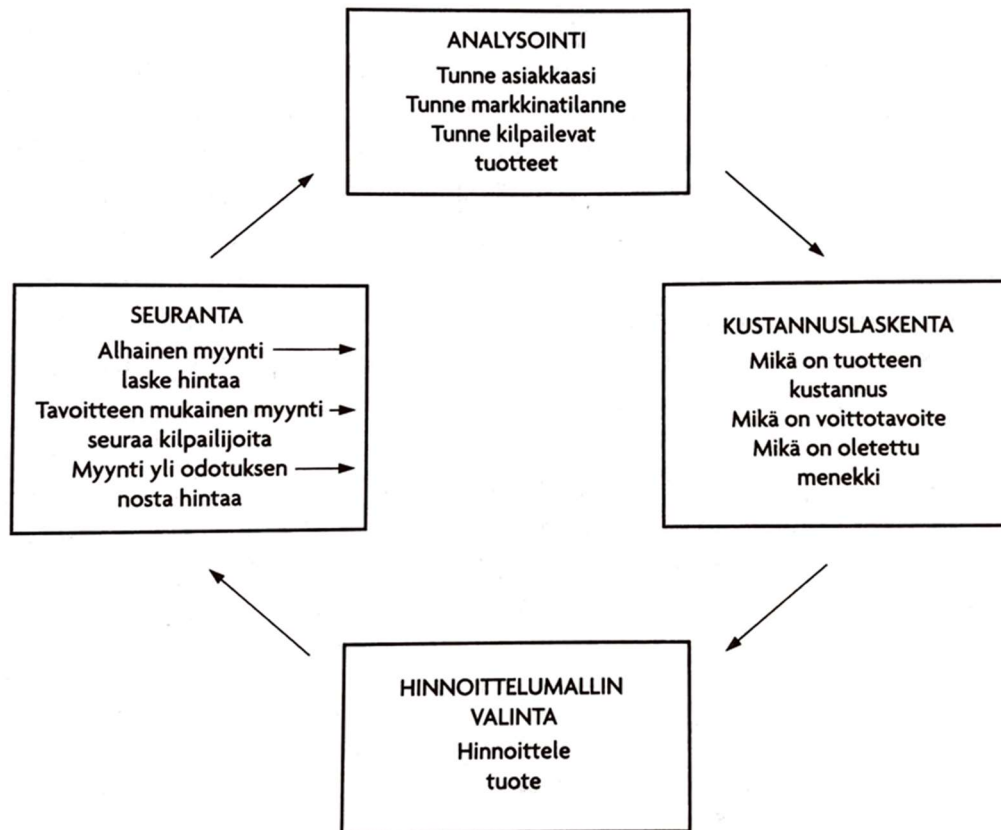 ANALYSOINTI
Tunne asiakkaasi
Tunne markkinatilanne
Tunne kilpailevat
tuotteet
SEURANTA
Alhainen myynti
laske hintaa
Tavoitteen mukainen myynti
seuraa kilpailijoita
Myynti yli odotuksen
nosta hintaa
KUSTANNUSLASKENTA
Mikä on tuotteen
kustannus
Mikä on voittotavoite
Mikä on oletettu
menekki
HINNOITTELUMALLIN
VALINTA
Hinnoittele
tuote